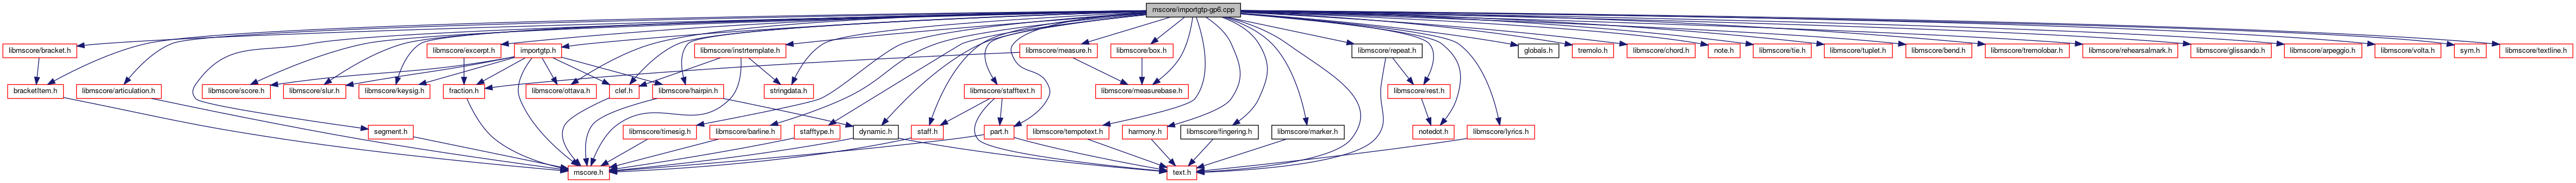 mscore/importgtp-gp6.cpp
libmscore/bracket.h
libmscore/excerpt.h
importgtp.h
libmscore/instrtemplate.h
libmscore/measure.h
libmscore/box.h
libmscore/repeat.h
globals.h
tremolo.h
libmscore/chord.h
note.h
libmscore/tie.h
libmscore/tuplet.h
libmscore/bend.h
libmscore/tremolobar.h
libmscore/rehearsalmark.h
libmscore/glissando.h
libmscore/arpeggio.h
libmscore/volta.h
sym.h
libmscore/textline.h
bracketItem.h
libmscore/articulation.h
libmscore/score.h
libmscore/slur.h
libmscore/keysig.h
fraction.h
libmscore/ottava.h
clef.h
libmscore/hairpin.h
stringdata.h
libmscore/stafftext.h
libmscore/measurebase.h
libmscore/rest.h
segment.h
libmscore/timesig.h
libmscore/barline.h
stafftype.h
dynamic.h
staff.h
part.h
libmscore/tempotext.h
harmony.h
libmscore/fingering.h
libmscore/marker.h
notedot.h
libmscore/lyrics.h
mscore.h
text.h